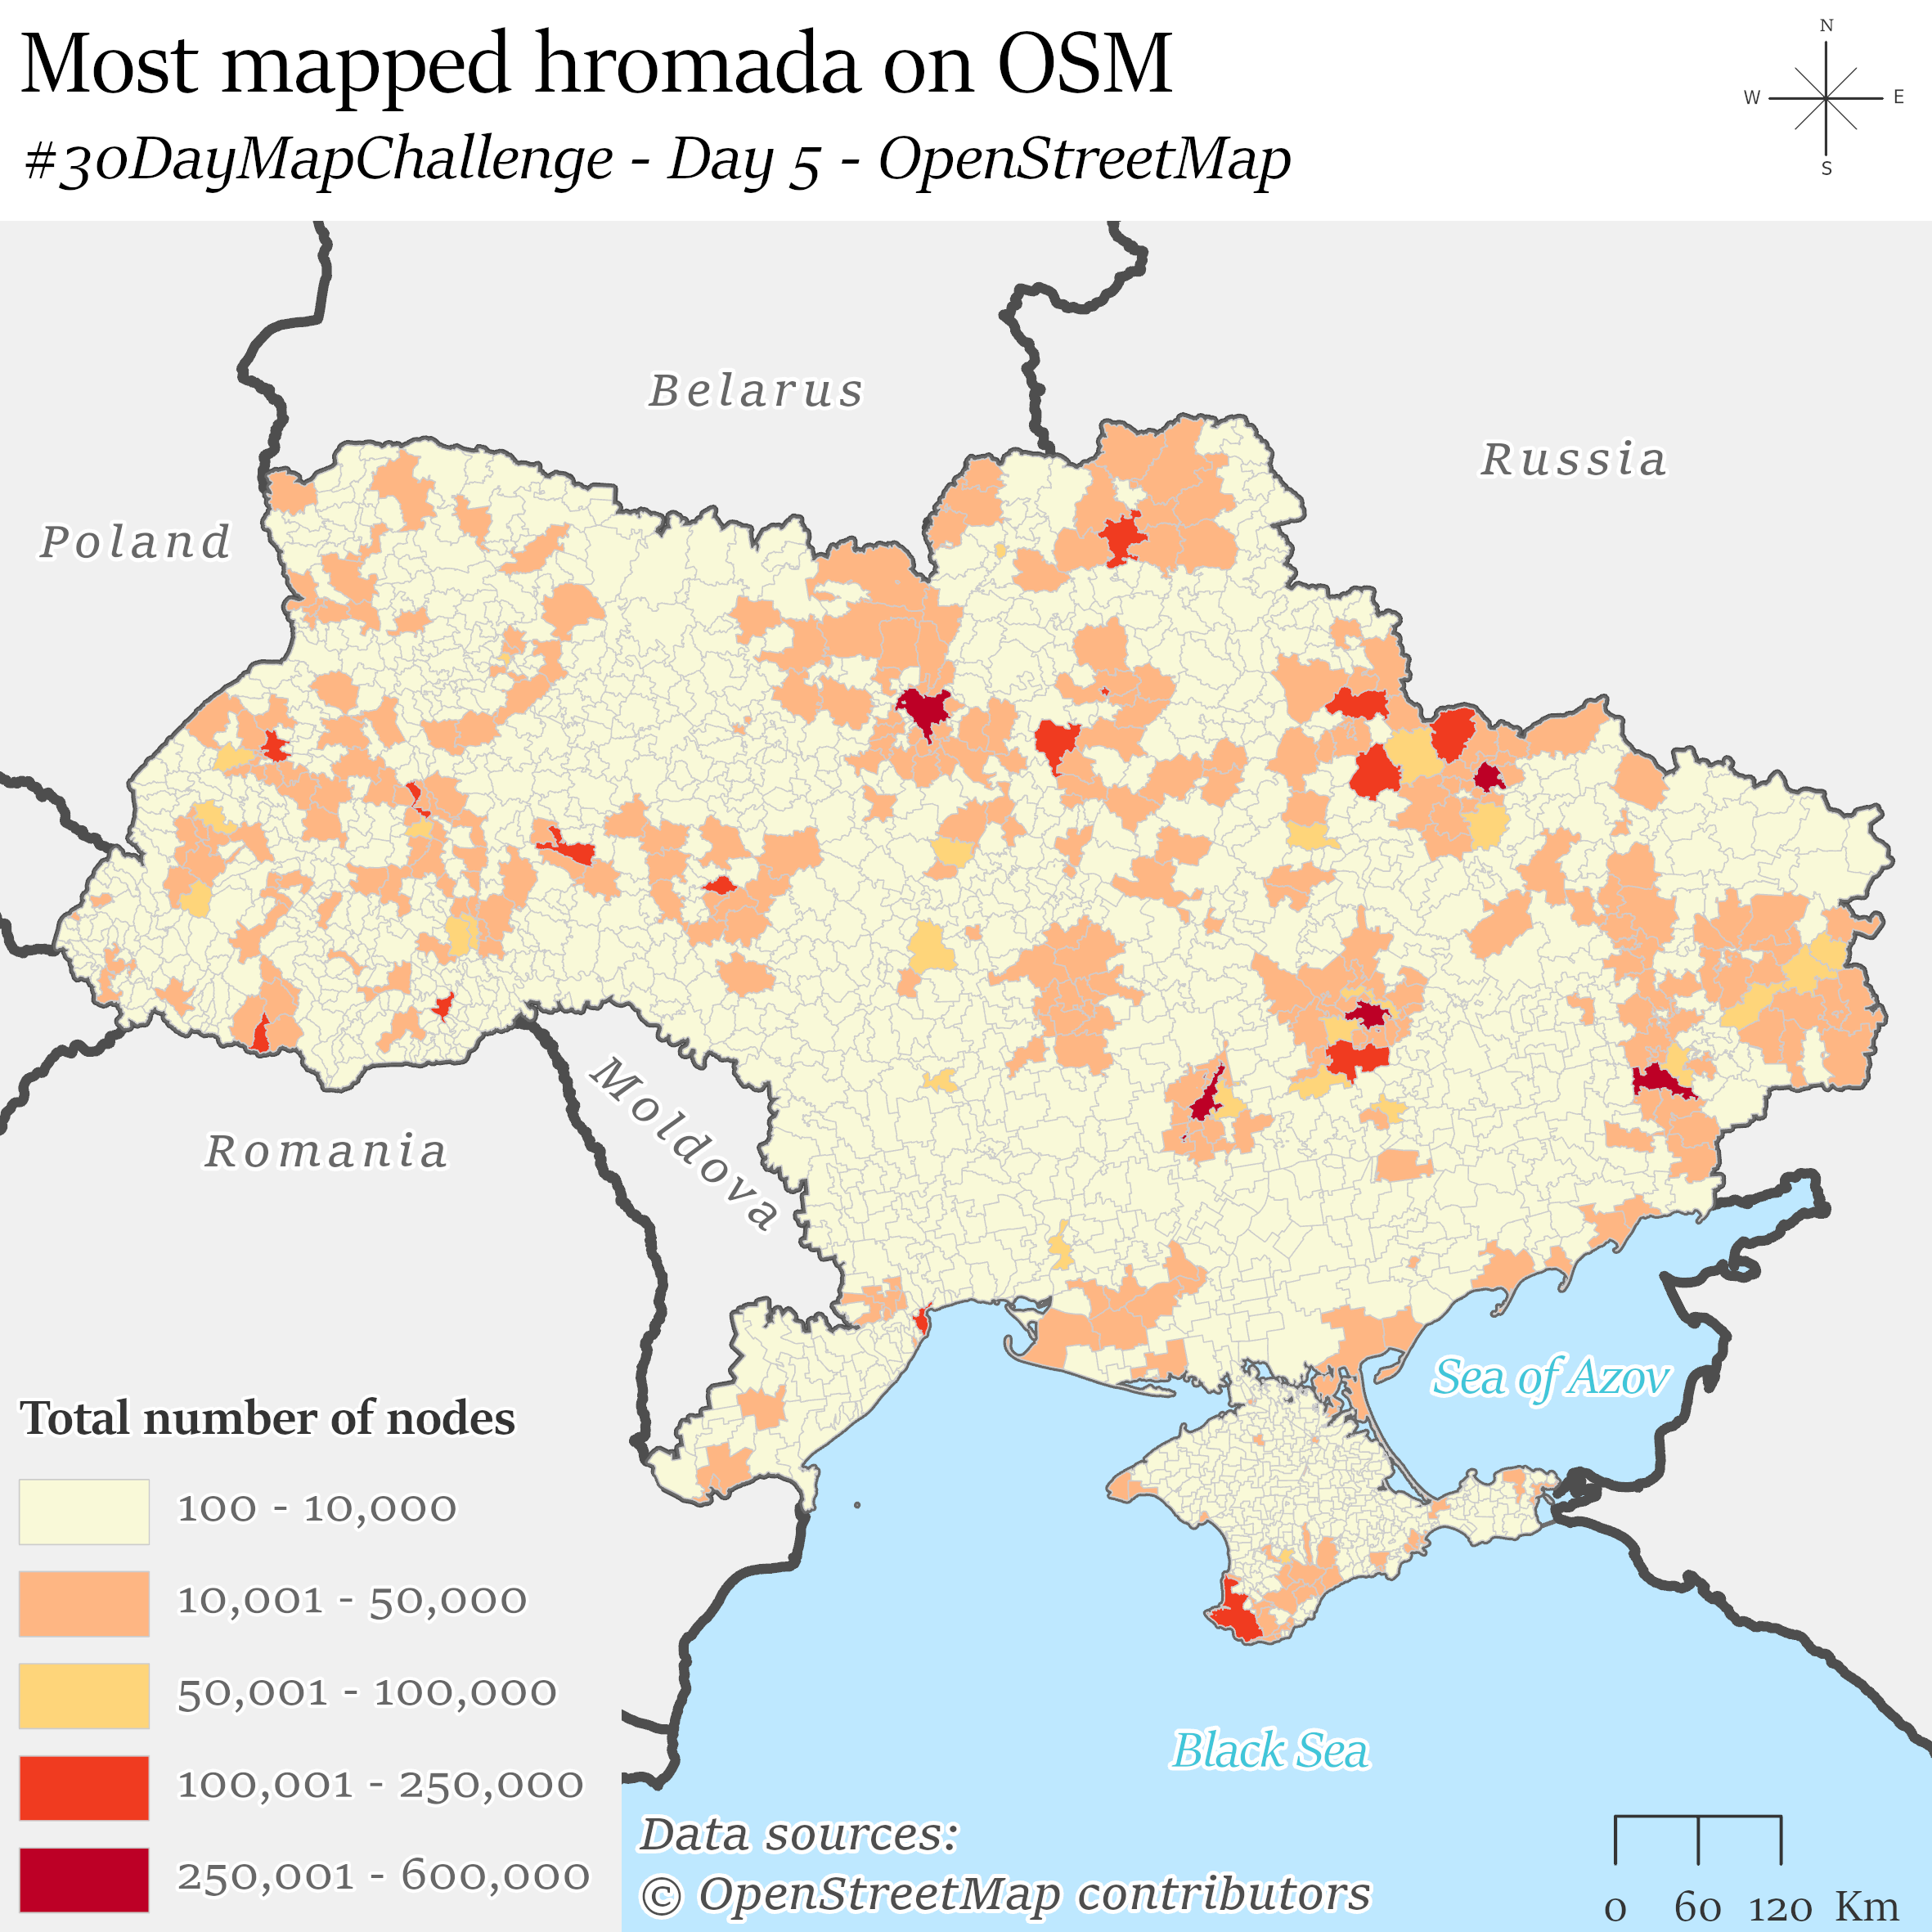 Most mapped hromada on OSM
#30DayMapChallenge - Day 5 - OpenStreetMap
N
W E
S
Belarus
Russia
Poland
Moldova
Romania
Sea of Azov
Black Sea
Total number of nodes
100 - 10,000
10,001 - 50,000
50,001 - 100,000
100,001 - 250,000
250,001 - 600,000
Data sources:
© OpenStreetMap contributors
0 60 120 Km